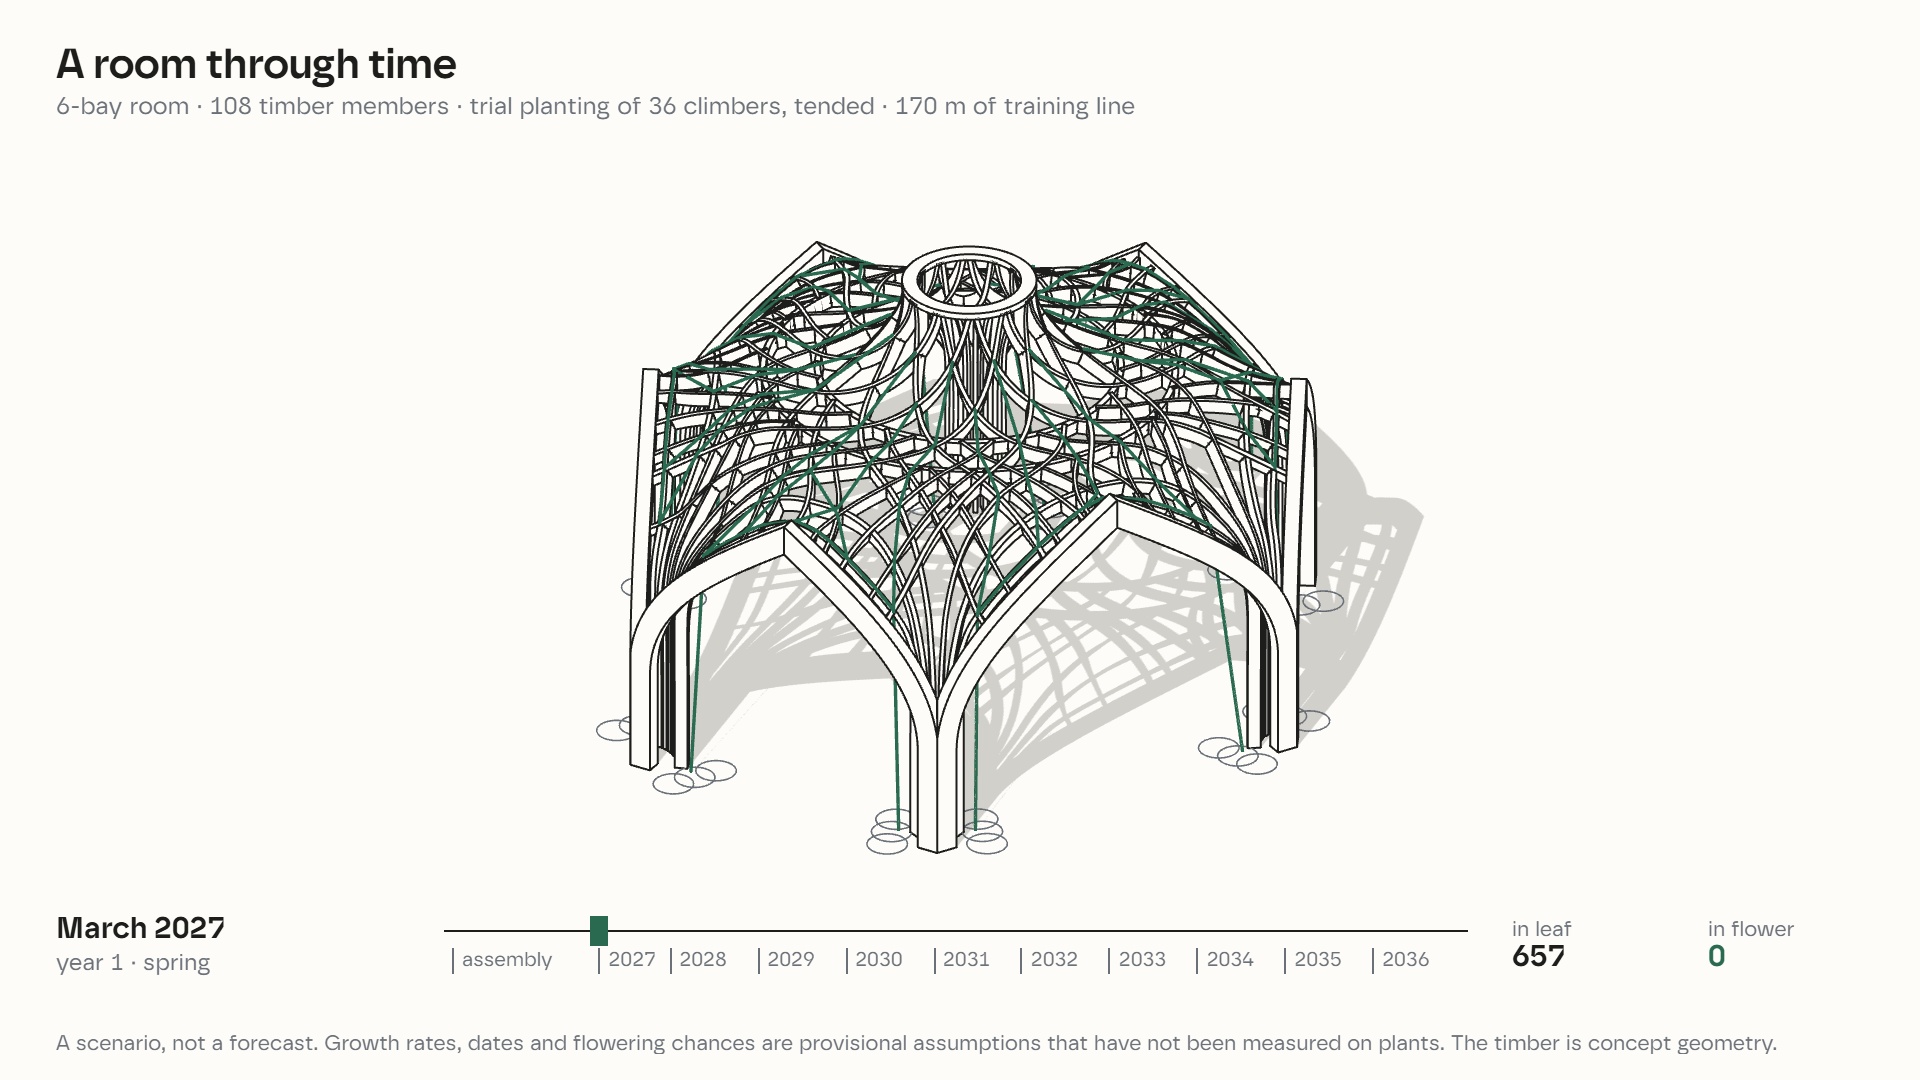 A room through time
6-bay room · 108 timber members · trial planting of 36 climbers, tended · 170 m of training line
March 2027
year 1 · spring
assembly 2027 2028 2029 2030 2031 2032 2033 2034 2035 2036
in leaf
657
in flower
0
A scenario, not a forecast. Growth rates, dates and flowering chances are provisional assumptions that have not been measured on plants. The timber is concept geometry.